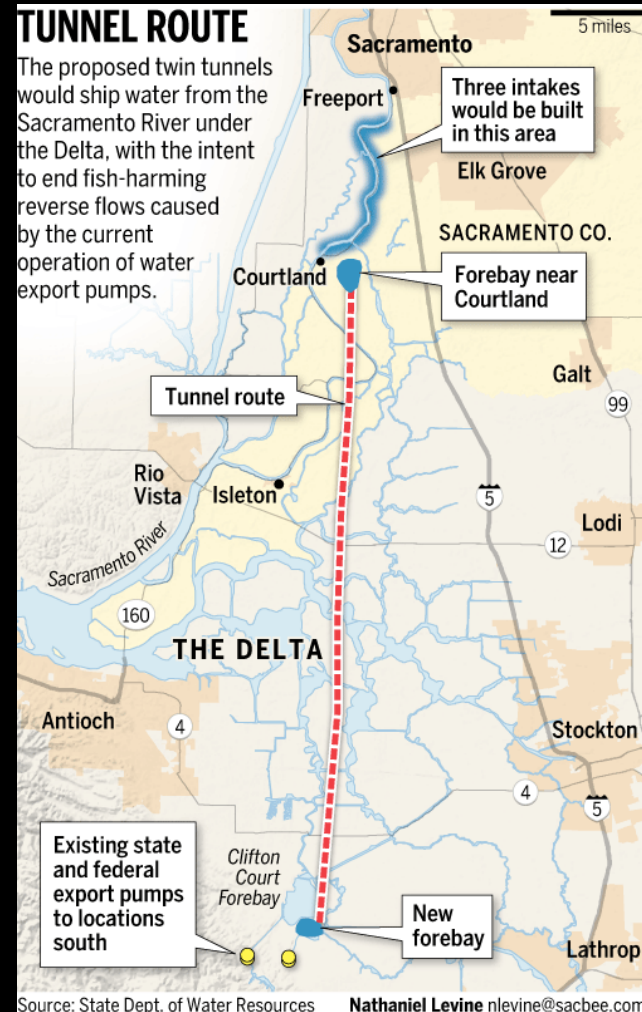 TUNNEL ROUTE
The proposed twin tunnels
would ship water from the
Sacramento River under
the Delta, with the intent
to end fish-harming
reverse flows caused
by the current
operation of water
export pumps.
5 miles
Sacramento
Freeport
Three intakes
would be built
in this area
Elk Grove
SACRAMENTO CO.
Courtland
Forebay near
Courtland
Galt
Tunnel route
99
Rio
Vista
Isleton
5
Lodi
12
Sacramento River
160
THE DELTA
Antioch
4
Stockton
4
5
Existing state
and federal
export pumps
to locations
south
Clifton
Court
Forebay
New
forebay
Lathrop
Source: State Dept. of Water Resources
Nathaniel Levine nlevine@sacbee.com